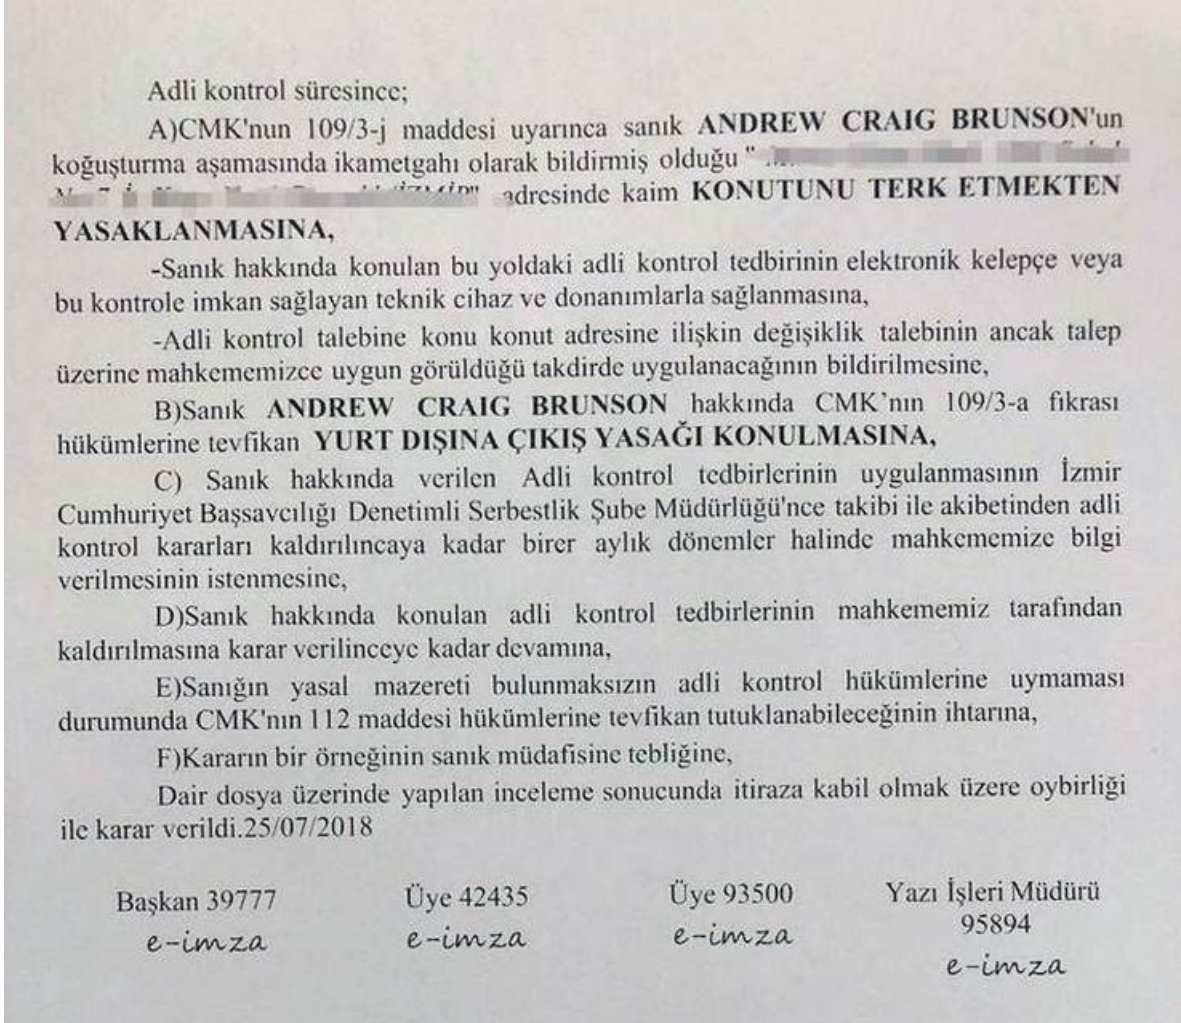 Adli kontrol süresince;
A)CMK'nun 109/3-j maddesi uyarınca sanık ANDREW CRAIG BRUNSON'un
koğuşturma aşamasında ikametgahı olarak bildirmiş olduğu "
adresinde kaim KONUTUNU TERK ETMEKTEN
YASAKLANMASINA,
-Sanık hakkında konulan bu yoldaki adli kontrol tedbirinin elektronik kelepçe veya
bu kontrole imkan sağlayan teknik cihaz ve donanımlarla sağlanmasına,
-Adli kontrol talebine konu konut adresine ilişkin değişiklik talebinin ancak talep
üzerine mahkememizce uygun görüldüğü takdirde uygulanacağının bildirilmesine,
B)Sanık ANDREW CRAIG BRUNSON hakkında CMK'nın 109/3-a fıkrası
hükümlerine tevfikan YURT DIŞINA ÇIKIŞ YASAĞI KONULMASINA,
C) Sanık hakkında verilen Adli kontrol tedbirlerinin uygulanmasının İzmir
Cumhuriyet Başsavcılığı Denetimli Serbestlik Şube Müdürlüğü'nce takibi ile akibetinden adli
kontrol kararları kaldırılıncaya kadar birer aylık dönemler halinde mahkememize bilgi
verilmesinin istenmesine,
D)Sanık hakkında konulan adli kontrol tedbirlerinin mahkememiz tarafından
kaldırılmasına karar verilinceye kadar devamına,
E)Sanığın yasal mazereti bulunmaksızın adli kontrol hükümlerine uymaması
durumunda CMK'nın 112 maddesi hükümlerine tevfikan tutuklanabileceğinin ihtarına,
F)Kararın bir örneğinin sanık müdafisine tebliğine,
Dair dosya üzerinde yapılan inceleme sonucunda itiraza kabil olmak üzere oybirliği
ile karar verildi.25/07/2018
Başkan 39777 Üye 42435 Üye 93500 Yazı İşleri Müdürü
95894
e-imza e-imza e-imza e-imza